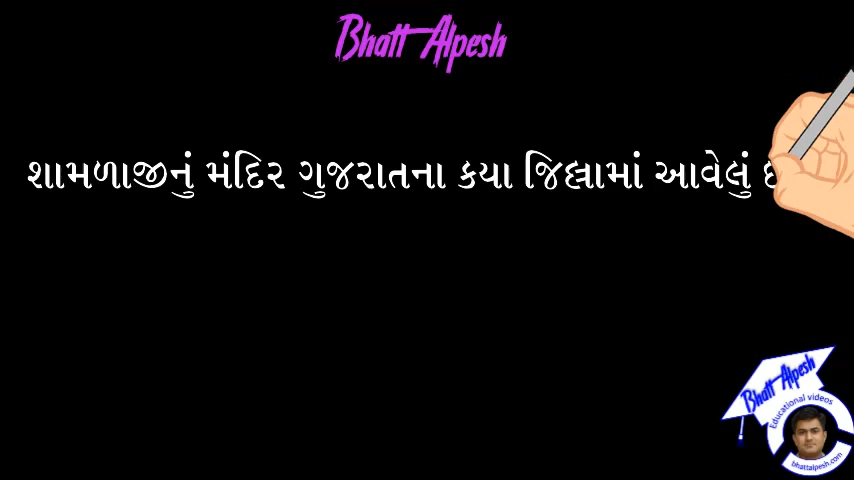 Bhatt Alpesh
શામળાજીનું મંદિર ગુજરાતના કયા જિલ્લામાં આવેલું
Bhatt Alpesh
Educational videos
bhattalpesh.com